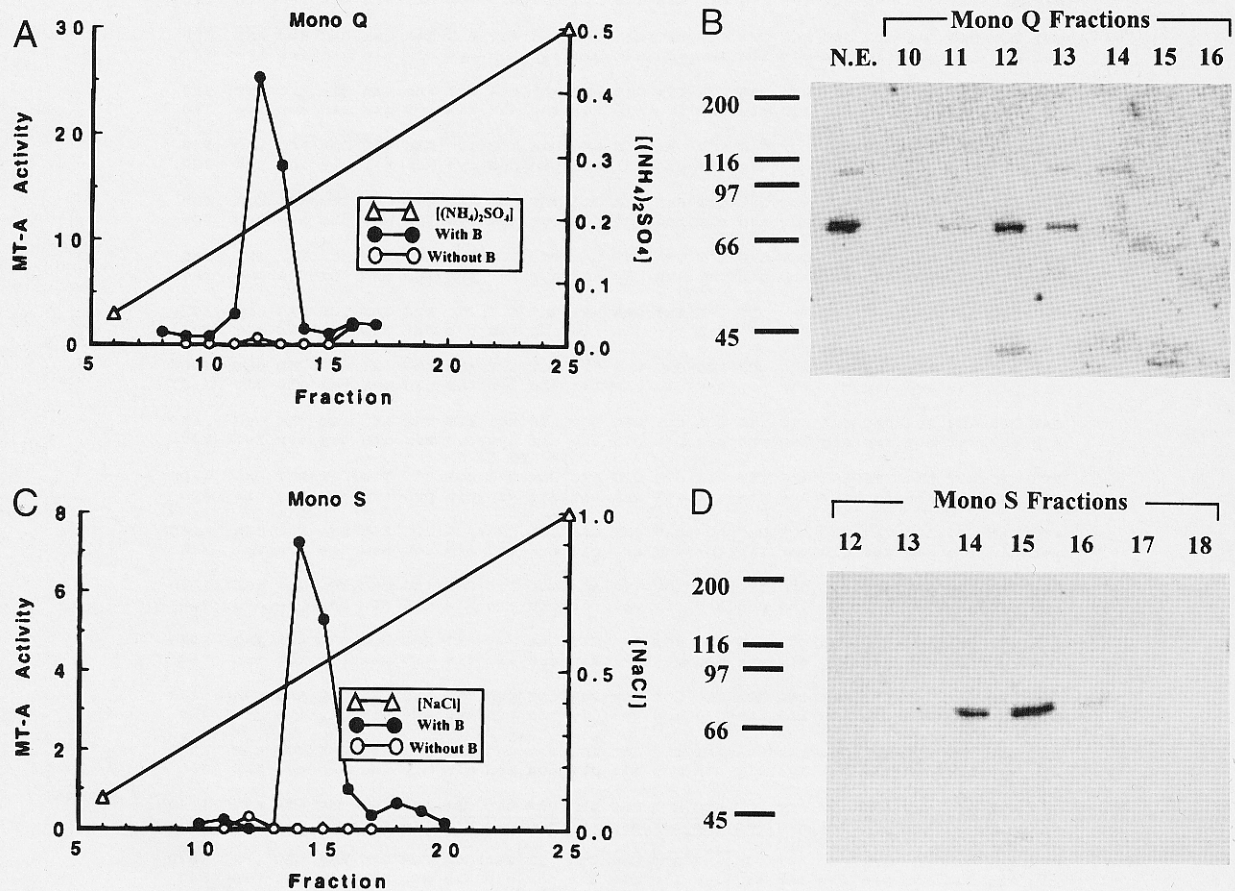 A
Mono Q
30
20
10
0
MT-A Activity
0.5
0.4
0.3
0.2
0.1
0.0
[(NH4)2SO4]
[(NH4)2SO4]
With B
Without B
5 10 15 20 25
Fraction
B
Mono Q Fractions
N.E. 10 11 12 13 14 15 16
200
116
97
66
45
C
Mono S
8
6
4
2
0
MT-A Activity
1.0
0.5
0.0
[NaCl]
[NaCl]
With B
Without B
5 10 15 20 25
Fraction
D
Mono S Fractions
12 13 14 15 16 17 18
200
116
97
66
45